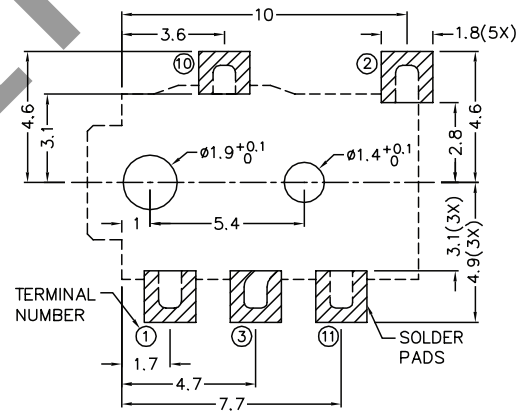 10
3.6
1.8(5X)
⑩
②
4.6
3.1
4.6
2.8
ø1.9 +0.1 0
ø1.4 +0.1 0
1
5.4
3.1(3X)
4.9(3X)
TERMINAL
NUMBER
①
③
⑪
SOLDER
PADS
1.7
4.7
7.7